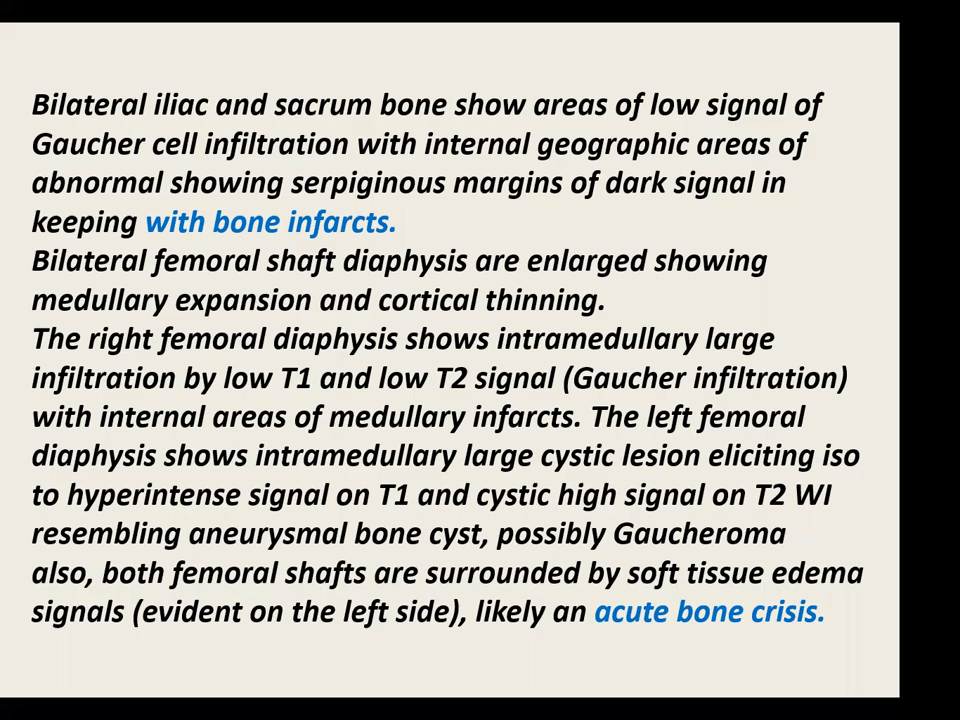 Bilateral iliac and sacrum bone show areas of low signal of
Gaucher cell infiltration with internal geographic areas of
abnormal showing serpiginous margins of dark signal in
keeping with bone infarcts.
Bilateral femoral shaft diaphysis are enlarged showing
medullary expansion and cortical thinning.
The right femoral diaphysis shows intramedullary large
infiltration by low T1 and low T2 signal (Gaucher infiltration)
with internal areas of medullary infarcts. The left femoral
diaphysis shows intramedullary large cystic lesion eliciting iso
to hyperintense signal on T1 and cystic high signal on T2 WI
resembling aneurysmal bone cyst, possibly Gaucheroma
also, both femoral shafts are surrounded by soft tissue edema
signals (evident on the left side), likely an acute bone crisis.